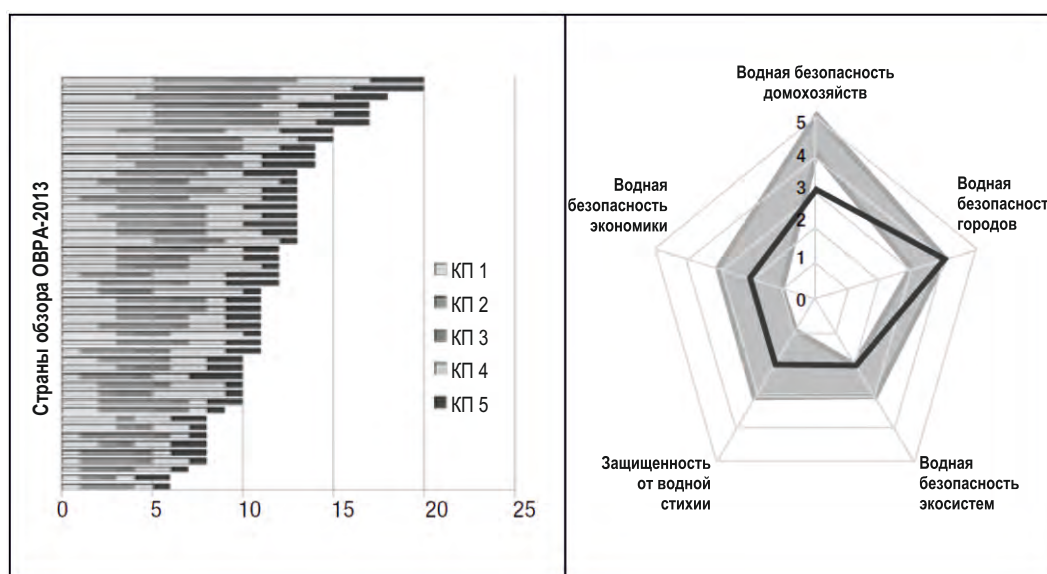 Страны обзора ОВРА-2013
КП 1
КП 2
КП 3
КП 4
КП 5
0
5
10
15
20
25
Водная безопасность
домохозяйств
5
4
3
2
1
0
Водная
безопасность
экономики
Водная
безопасност
городов
Защищенность
от водной
стихии
Водная
безопасность
экосистем